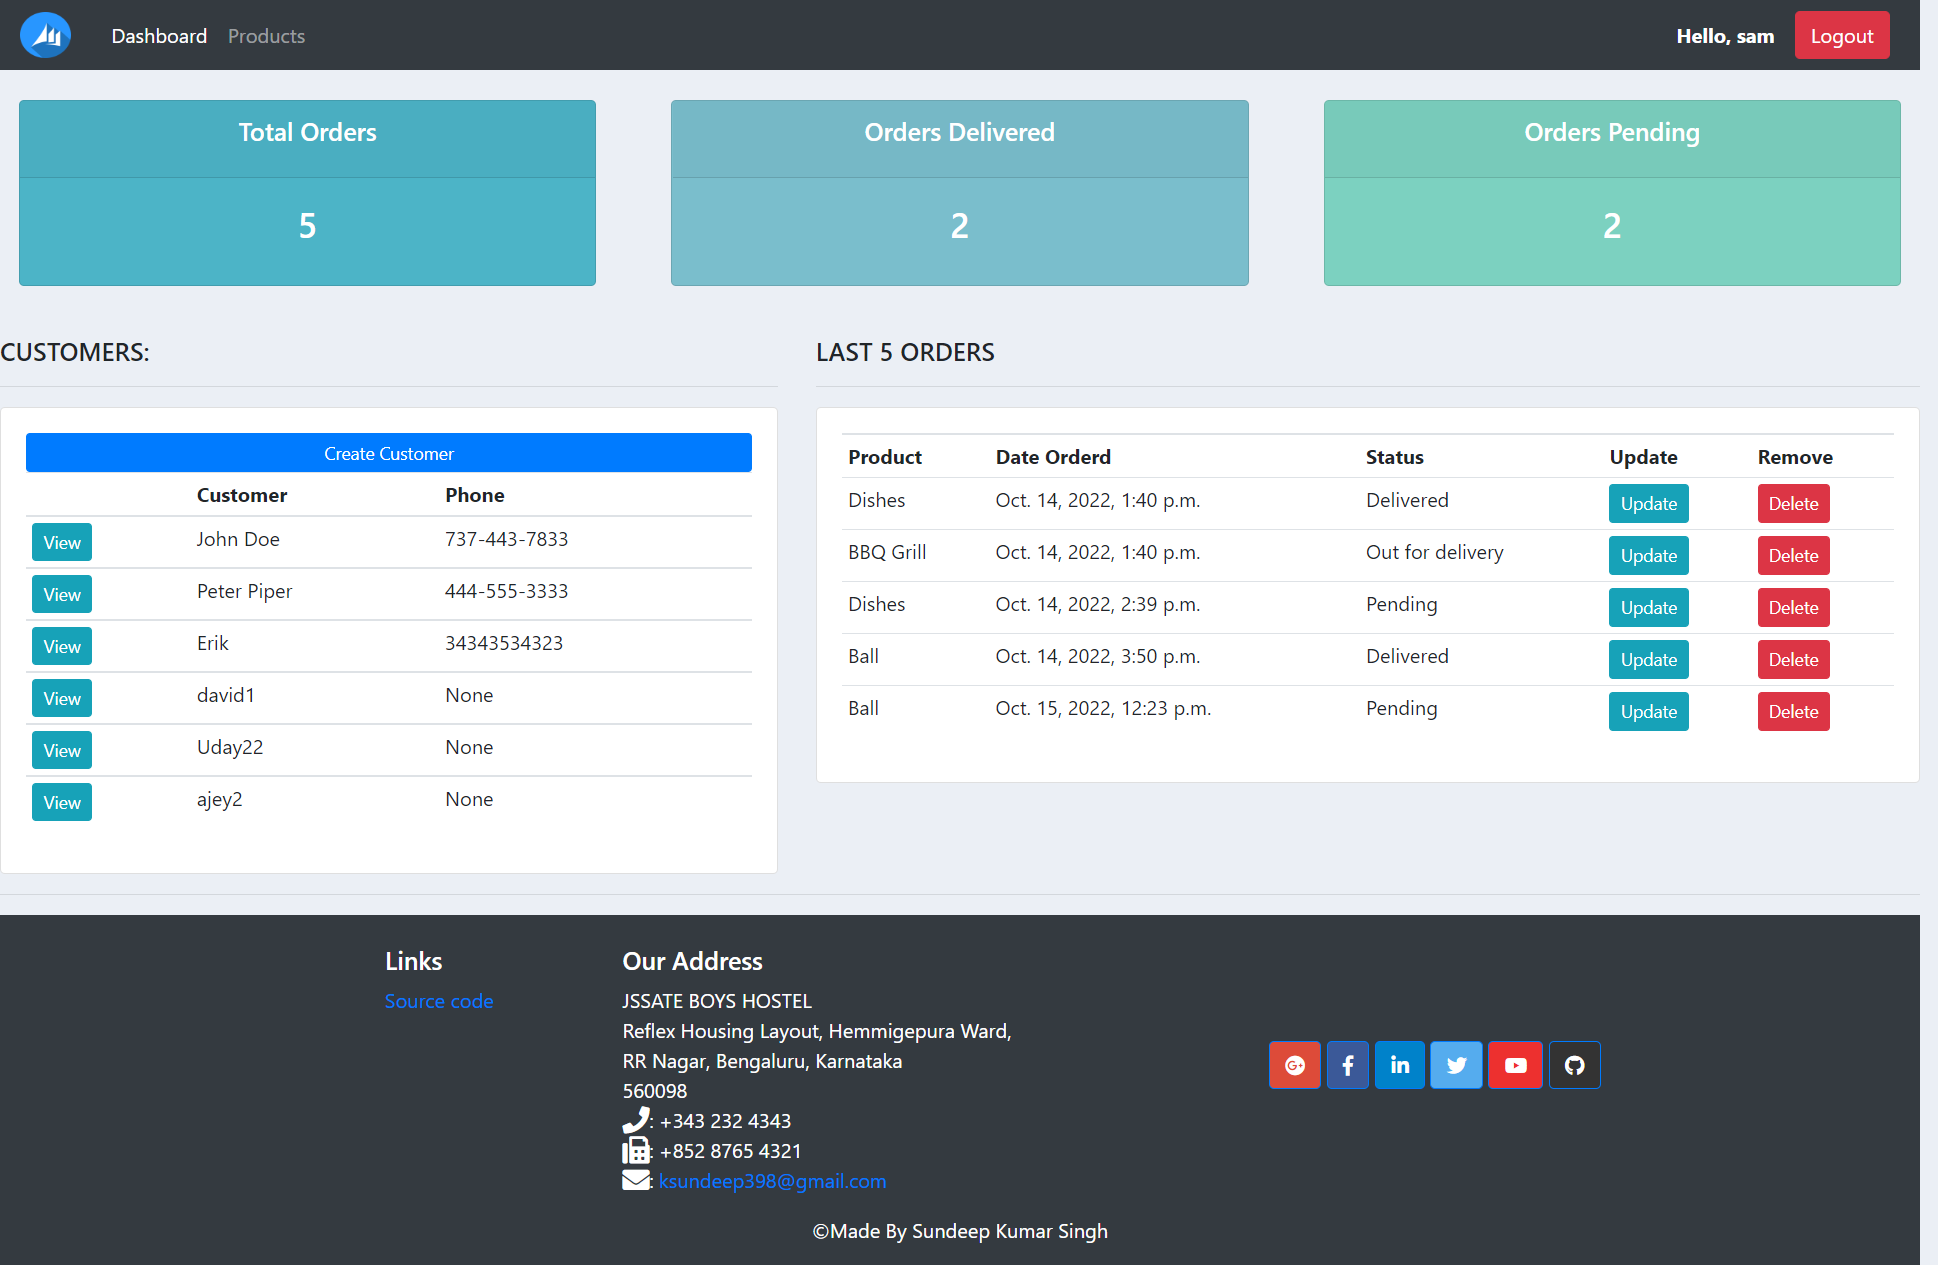 Dashboard Products Hello, sam Logout
Total Orders
5
Orders Delivered
2
Orders Pending
2
CUSTOMERS:
Create Customer
Customer Phone
View John Doe 737-443-7833
View Peter Piper 444-555-3333
View Erik 34343534323
View david1 None
View Uday22 None
View ajey2 None
LAST 5 ORDERS
Product Date Orderd Status Update Remove
Dishes Oct. 14, 2022, 1:40 p.m. Delivered Update Delete
BBQ Grill Oct. 14, 2022, 1:40 p.m. Out for delivery Update Delete
Dishes Oct. 14, 2022, 2:39 p.m. Pending Update Delete
Ball Oct. 14, 2022, 3:50 p.m. Delivered Update Delete
Ball Oct. 15, 2022, 12:23 p.m. Pending Update Delete
Links
Source code
Our Address
JSSATE BOYS HOSTEL
Reflex Housing Layout, Hemmigepura Ward,
RR Nagar, Bengaluru, Karnataka
560098
: +343 232 4343
: +852 8765 4321
: ksundeep398@gmail.com
©Made By Sundeep Kumar Singh